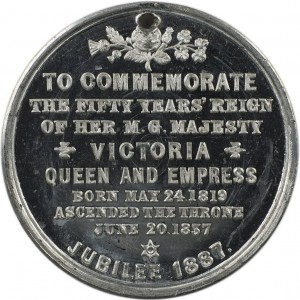 TO COMMEMORATE
THE FIFTY YEARS' REIGN
OF HER M.G. MAJESTY
VICTORIA
QUEEN AND EMPRESS
BORN MAY 24.1819
ASCENDED THE THRONE
JUNE 20.1837
JUBILEE 1887.